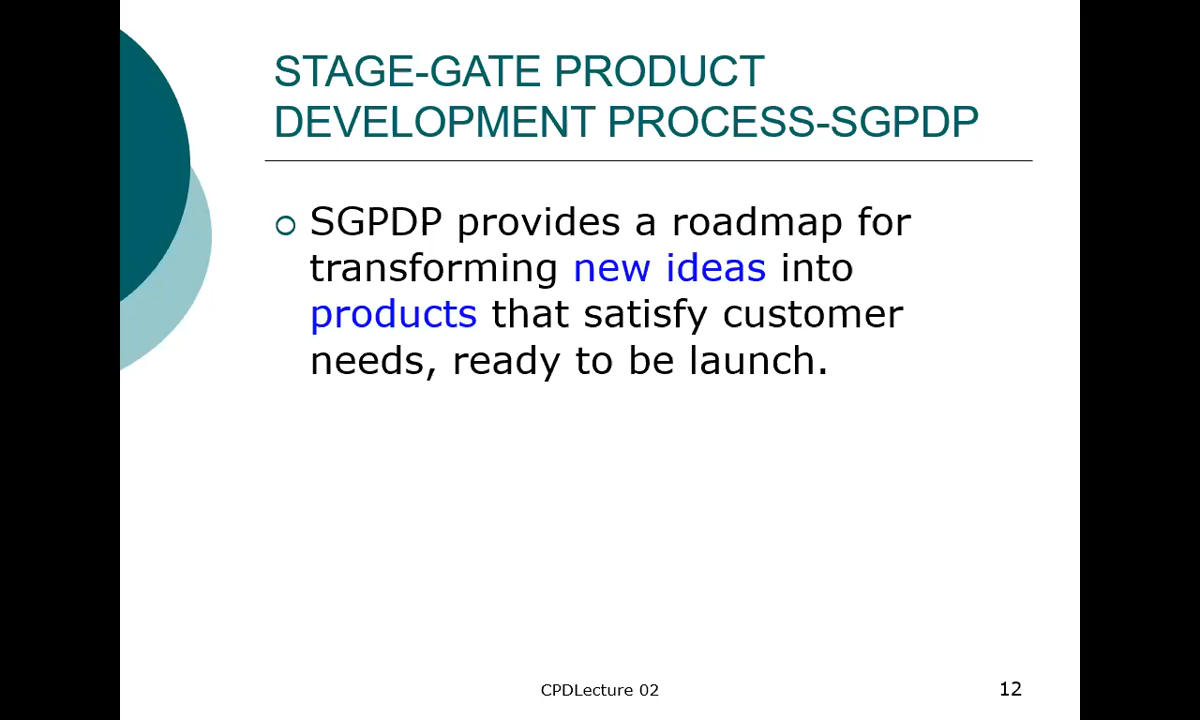 STAGE-GATE PRODUCT
DEVELOPMENT PROCESS-SGPDP
SGPDP provides a roadmap for
transforming new ideas into
products that satisfy customer
needs, ready to be launch.
CPDLecture 02
12